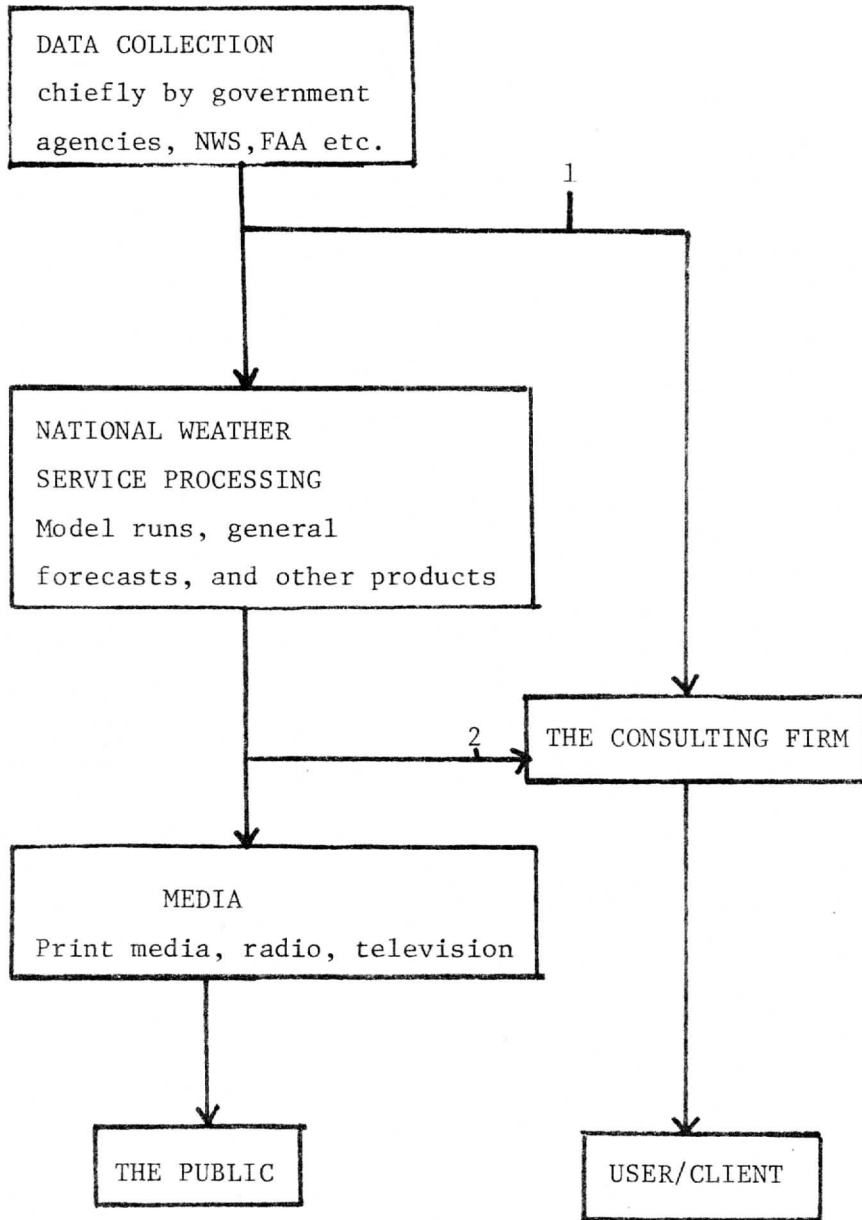 DATA COLLECTION
chiefly by government
agencies, NWS,FAA etc.
1
NATIONAL WEATHER
SERVICE PROCESSING
Model runs, general
forecasts, and other products
2
THE CONSULTING FIRM
MEDIA
Print media, radio, television
THE PUBLIC
USER/CLIENT